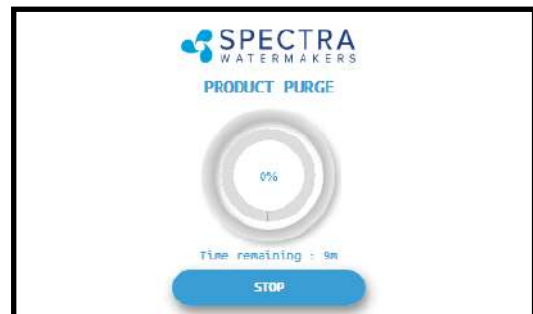 SPECTRA
WATERMAKERS
PRODUCT PURGE
0%
Time remaining : 9m
STOP